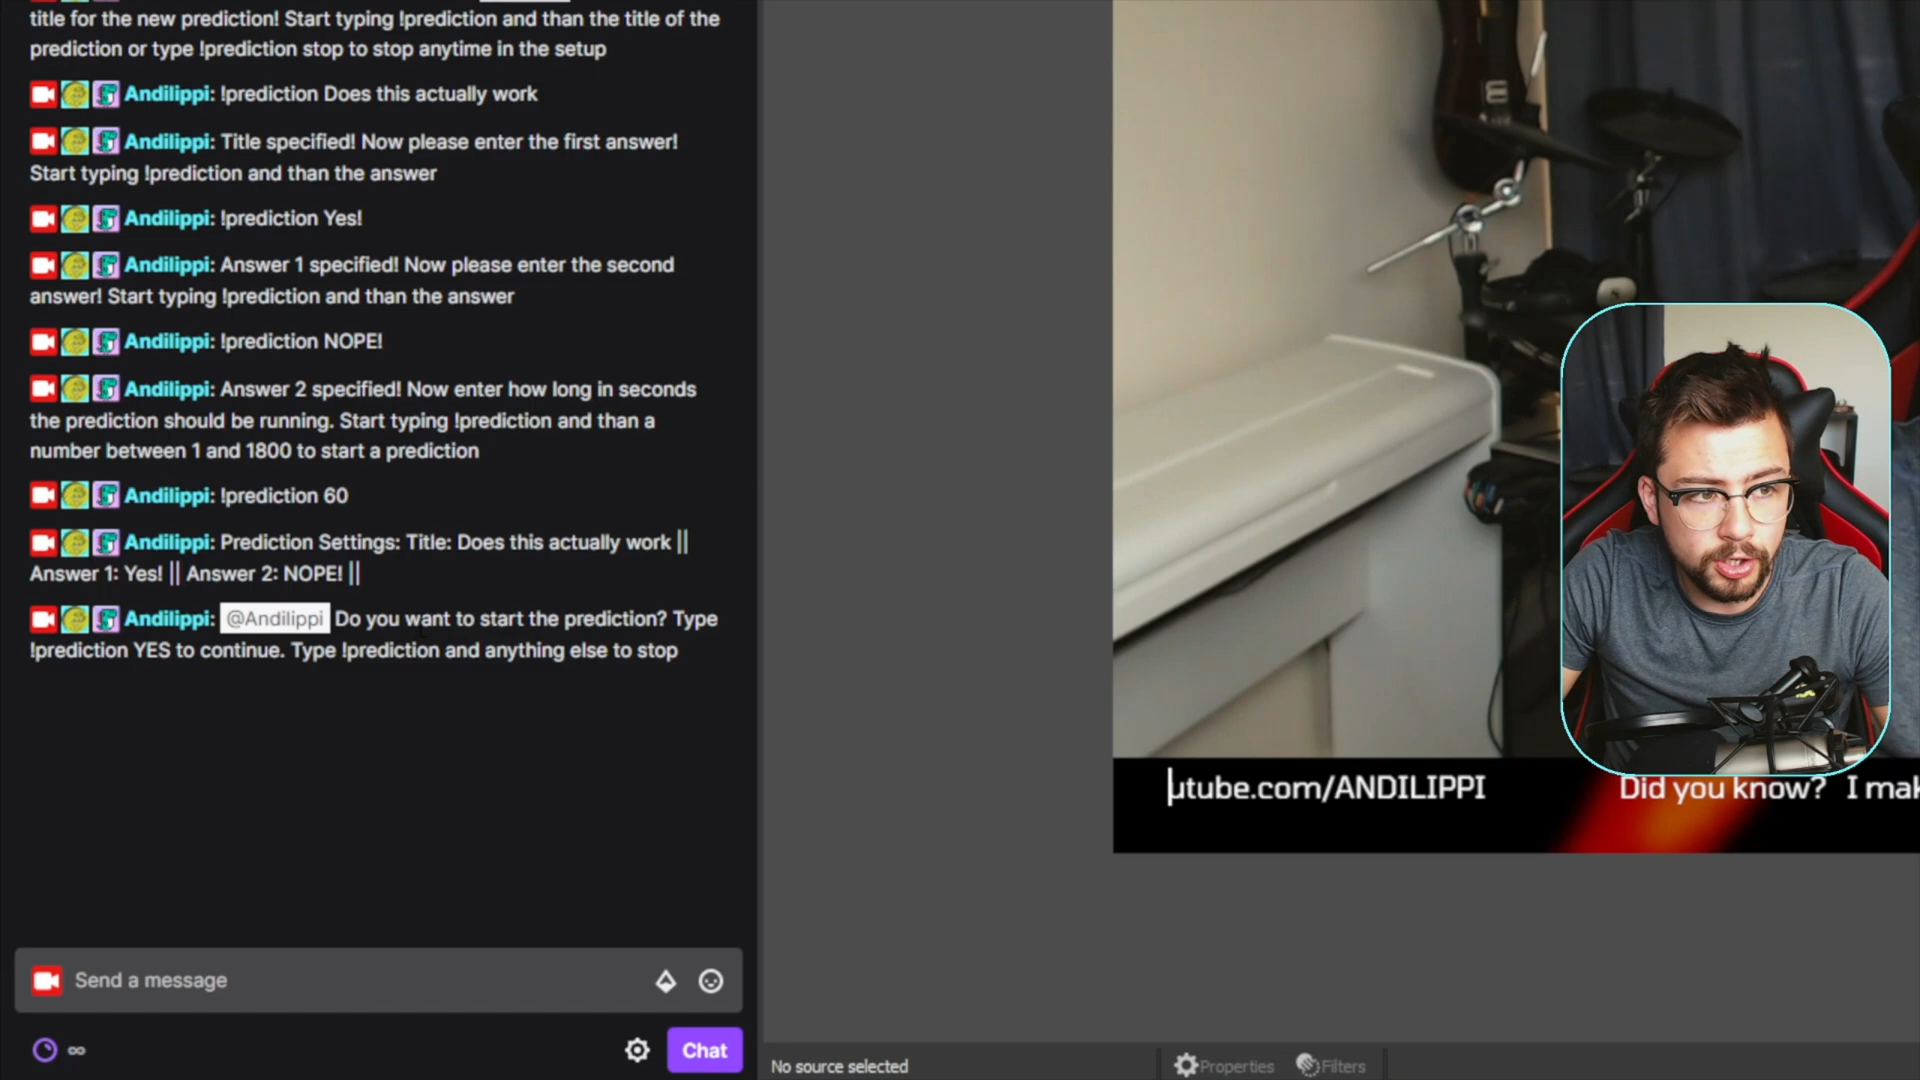 title for the new prediction! Start typing !prediction and than the title of the
prediction or type !prediction stop to stop anytime in the setup
Andilippi: !prediction Does this actually work
Andilippi: Title specified! Now please enter the first answer!
Start typing !prediction and than the answer
Andilippi: !prediction Yes!
Andilippi: Answer 1 specified! Now please enter the second
answer! Start typing !prediction and than the answer
Andilippi: !prediction NOPE!
Andilippi: Answer 2 specified! Now enter how long in seconds
the prediction should be running. Start typing !prediction and than a
number between 1 and 1800 to start a prediction
Andilippi: !prediction 60
Andilippi: Prediction Settings: Title: Does this actually work ||
Answer 1: Yes! || Answer 2: NOPE! ||
Andilippi: @Andilippi Do you want to start the prediction? Type
!prediction YES to continue. Type !prediction and anything else to stop
Send a message
∞
Chat
utube.com/ANDILIPPI
Did you know? I mak
No source selected
Properties
Filters